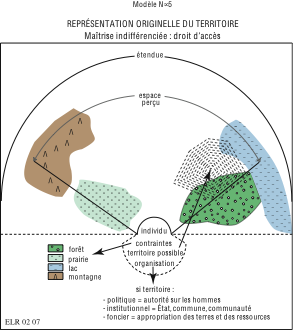 Modèle N°5
REPRÉSENTATION ORIGINELLE DU TERRITOIRE
Maîtrise indifférenciée : droit d'accès
étendue
espace
perçu
individu
contraintes
territoire possible
organisation
forêt
prairie
lac
montagne
si territoire :
- politique = autorité sur les hommes
- institutionnel = État, commune, communauté
- foncier = appropriation des terres et des ressources
ELR 02 07